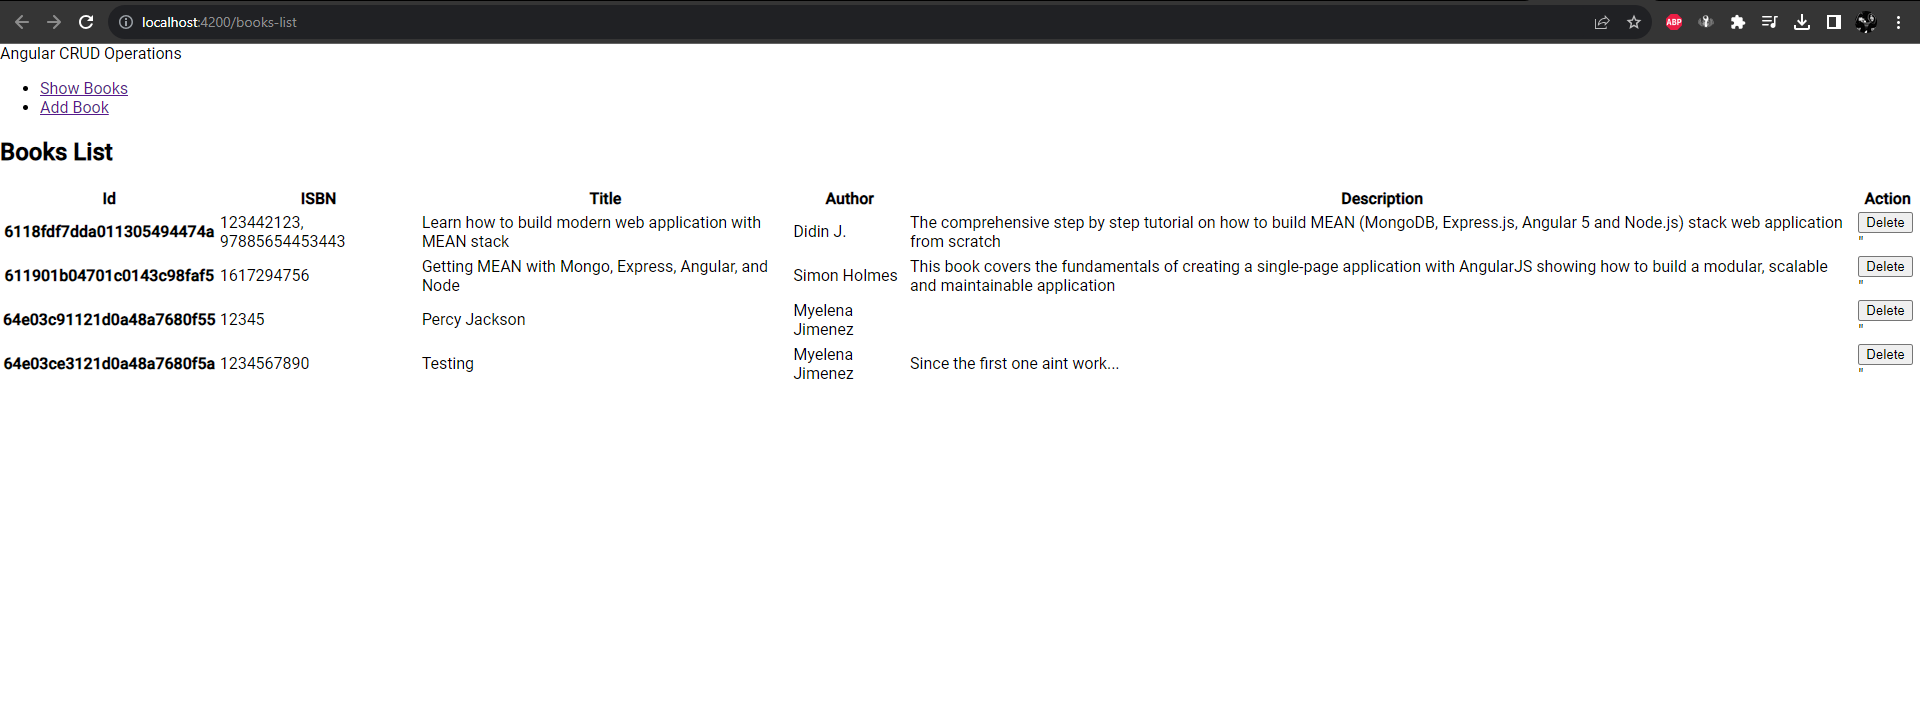 localhost:4200/books-list
ABP
Angular CRUD Operations
Show Books
Add Book
Books List
Id ISBN Title Author Description Action
6118fdf7dda011305494474a 123442123, 97885654453443 Learn how to build modern web application with MEAN stack Didin J. The comprehensive step by step tutorial on how to build MEAN (MongoDB, Express.js, Angular 5 and Node.js) stack web application from scratch Delete "
611901b04701c0143c98faf5 1617294756 Getting MEAN with Mongo, Express, Angular, and Node Simon Holmes This book covers the fundamentals of creating a single-page application with AngularJS showing how to build a modular, scalable and maintainable application Delete "
64e03c91121d0a48a7680f55 12345 Percy Jackson Myelena Jimenez Delete "
64e03ce3121d0a48a7680f5a 1234567890 Testing Myelena Jimenez Since the first one aint work... Delete "